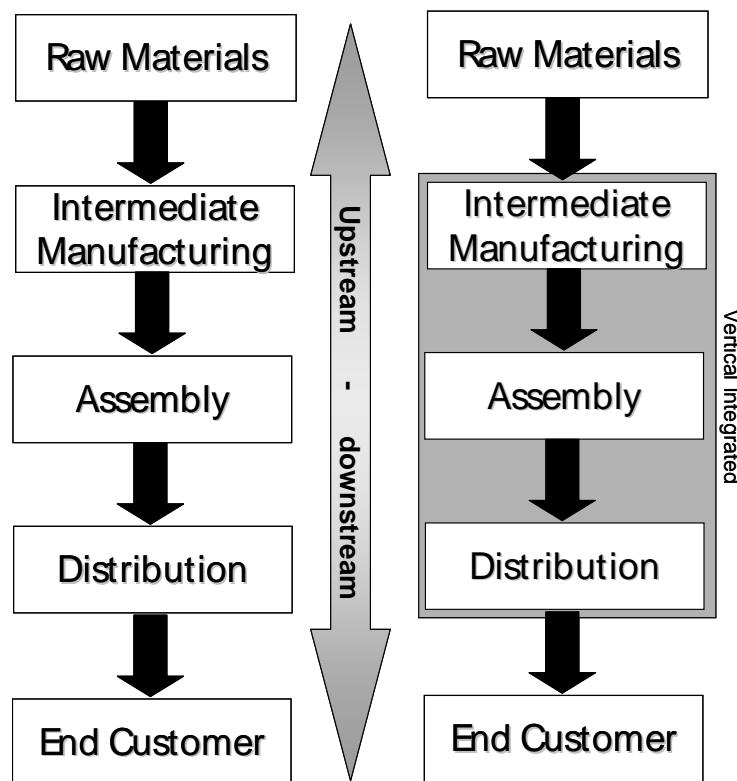 Raw Materials
Intermediate
Manufacturing
Assembly
Distribution
End Customer
Upstream - downstream
Raw Materials
Intermediate
Manufacturing
Assembly
Distribution
End Customer
Vertical Integrated